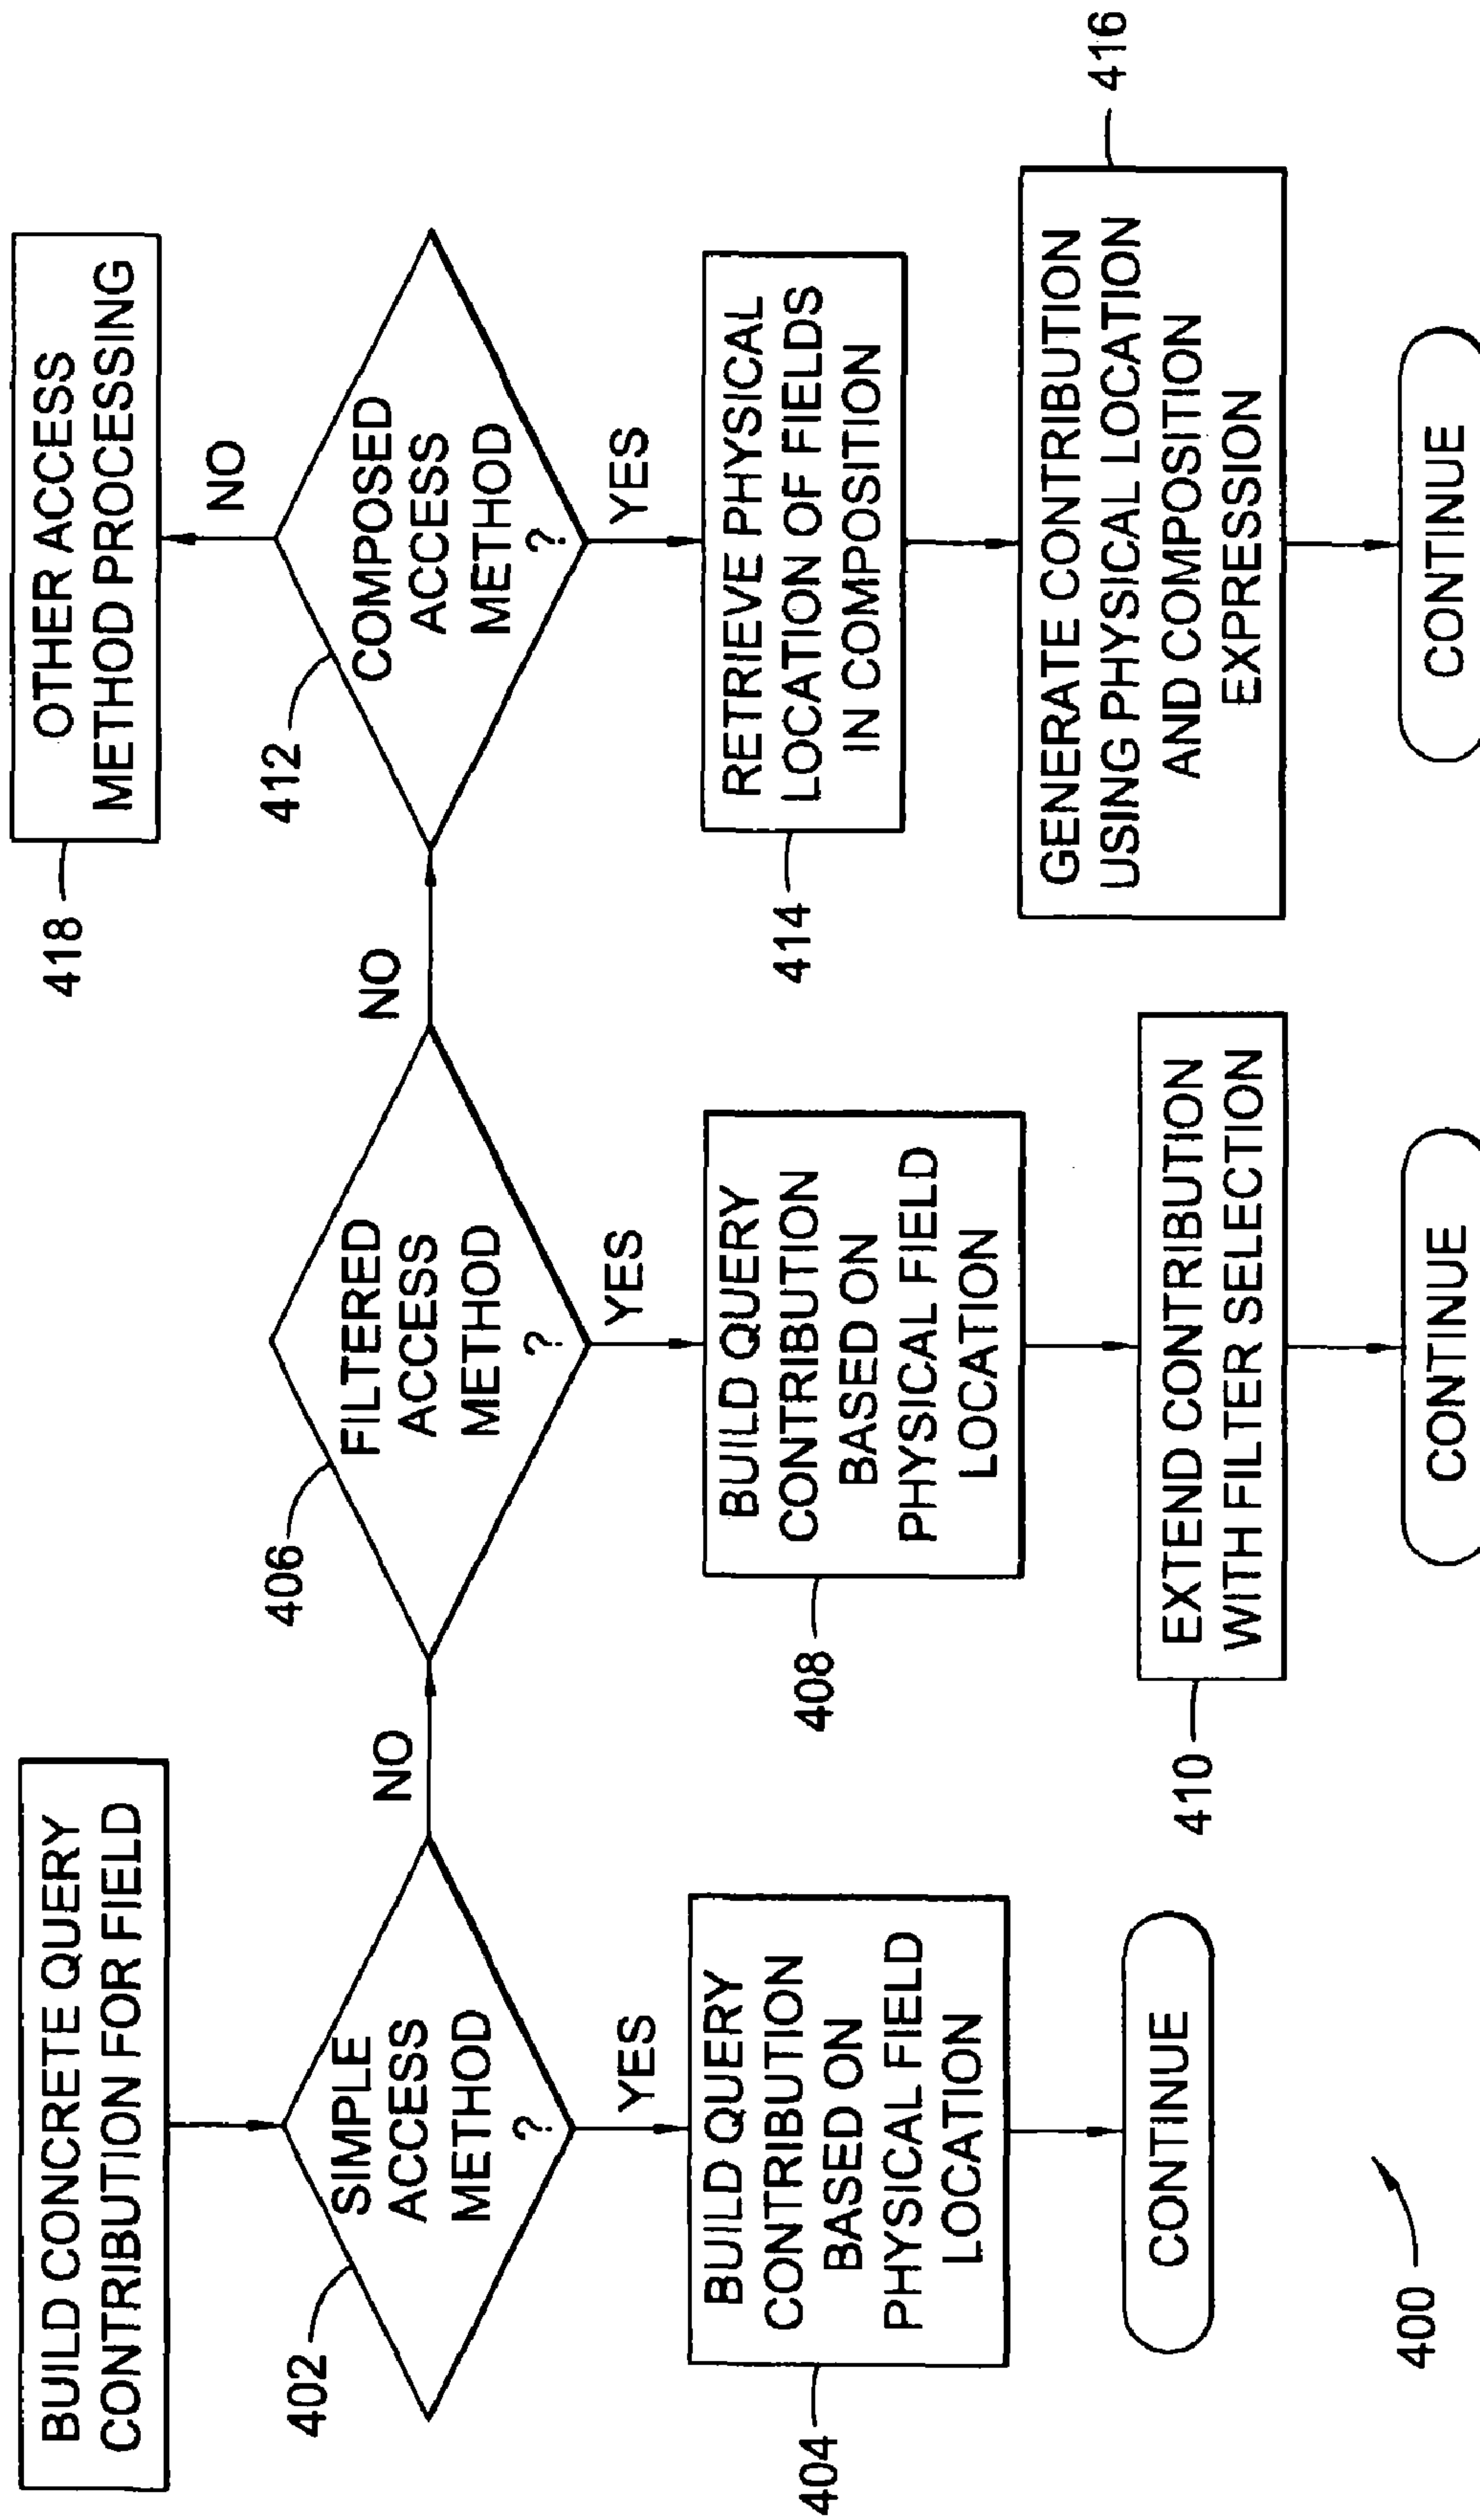 BUILD CONCRETE QUERY
CONTRIBUTION FOR FIELD
402
SIMPLE
ACCESS
METHOD
?
NO
YES
404
BUILD QUERY
CONTRIBUTION
BASED ON
PHYSICAL FIELD
LOCATION
CONTINUE
406
FILTERED
ACCESS
METHOD
?
NO
YES
408
BUILD QUERY
CONTRIBUTION
BASED ON
PHYSICAL FIELD
LOCATION
410
EXTEND CONTRIBUTION
WITH FILTER SELECTION
CONTINUE
418
OTHER ACCESS
METHOD PROCESSING
NO
412
COMPOSED
ACCESS
METHOD
?
YES
414
RETRIEVE PHYSICAL
LOCATION OF FIELDS
IN COMPOSITION
416
GENERATE CONTRIBUTION
USING PHYSICAL LOCATION
AND COMPOSITION
EXPRESSION
CONTINUE
400